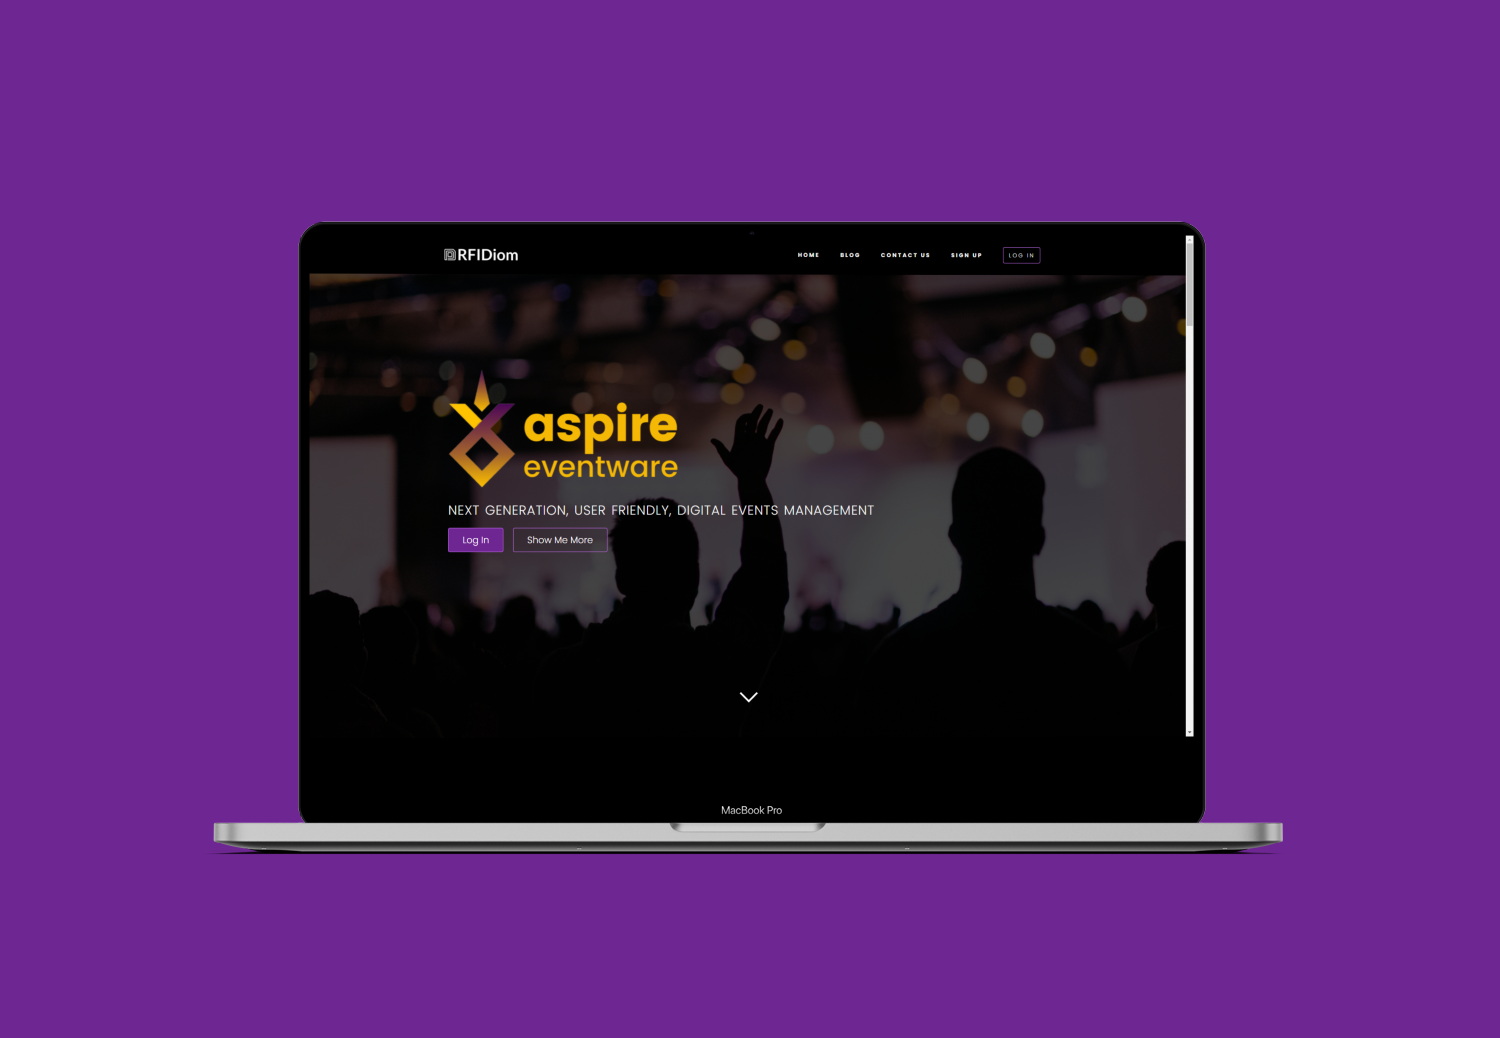 RFIDiom
HOME BLOG CONTACT US SIGN UP LOG IN
aspire
eventware
NEXT GENERATION, USER FRIENDLY, DIGITAL EVENTS MANAGEMENT
Log In Show Me More
MacBook Pro